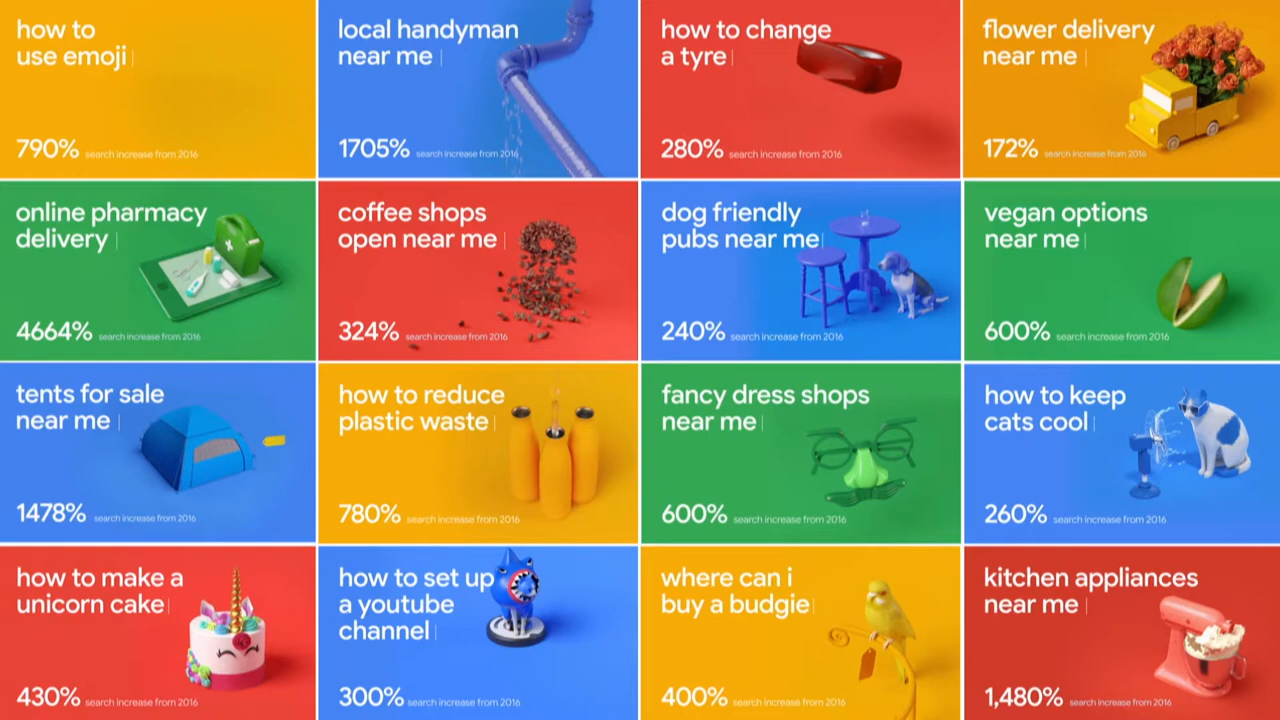 how to
use emoji
790% search increase from 2016
local handyman
near me
1705% search increase from 2016
how to change
a tyre
280% search increase from 2016
flower delivery
near me
172% search increase from 2016
online pharmacy
delivery
4664% search increase from 2016
coffee shops
open near me
324% search increase from 2016
dog friendly
pubs near me
240% search increase from 2016
vegan options
near me
600% search increase from 2016
tents for sale
near me
1478% search increase from 2016
how to reduce
plastic waste
780% search increase from 2016
fancy dress shops
near me
600% search increase from 2016
how to keep
cats cool
260% search increase from 2016
how to make a
unicorn cake
430% search increase from 2016
how to set up
a youtube
channel
300% search increase from 2016
where can i
buy a budgie
400% search increase from 2016
kitchen appliances
near me
1,480% search increase from 2016